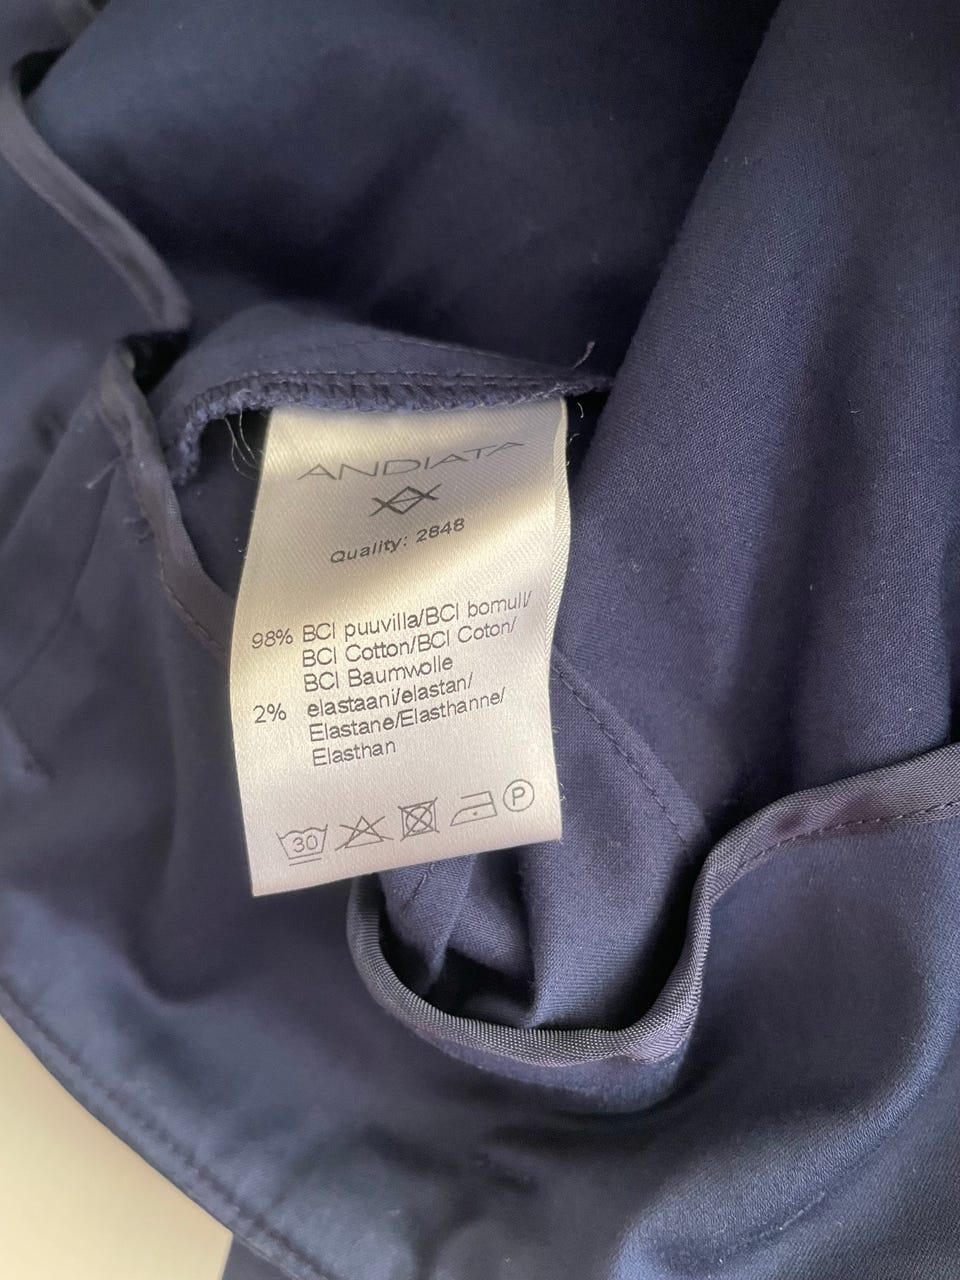 ANDIATA
Quality: 2848
98% BCI puuvilla/BCI bomull/
BCI Cotton/BCI Coton/
BCI Baumwolle
2% elastaani/elastan/
Elastane/Elasthanne/
Elasthan
30 P